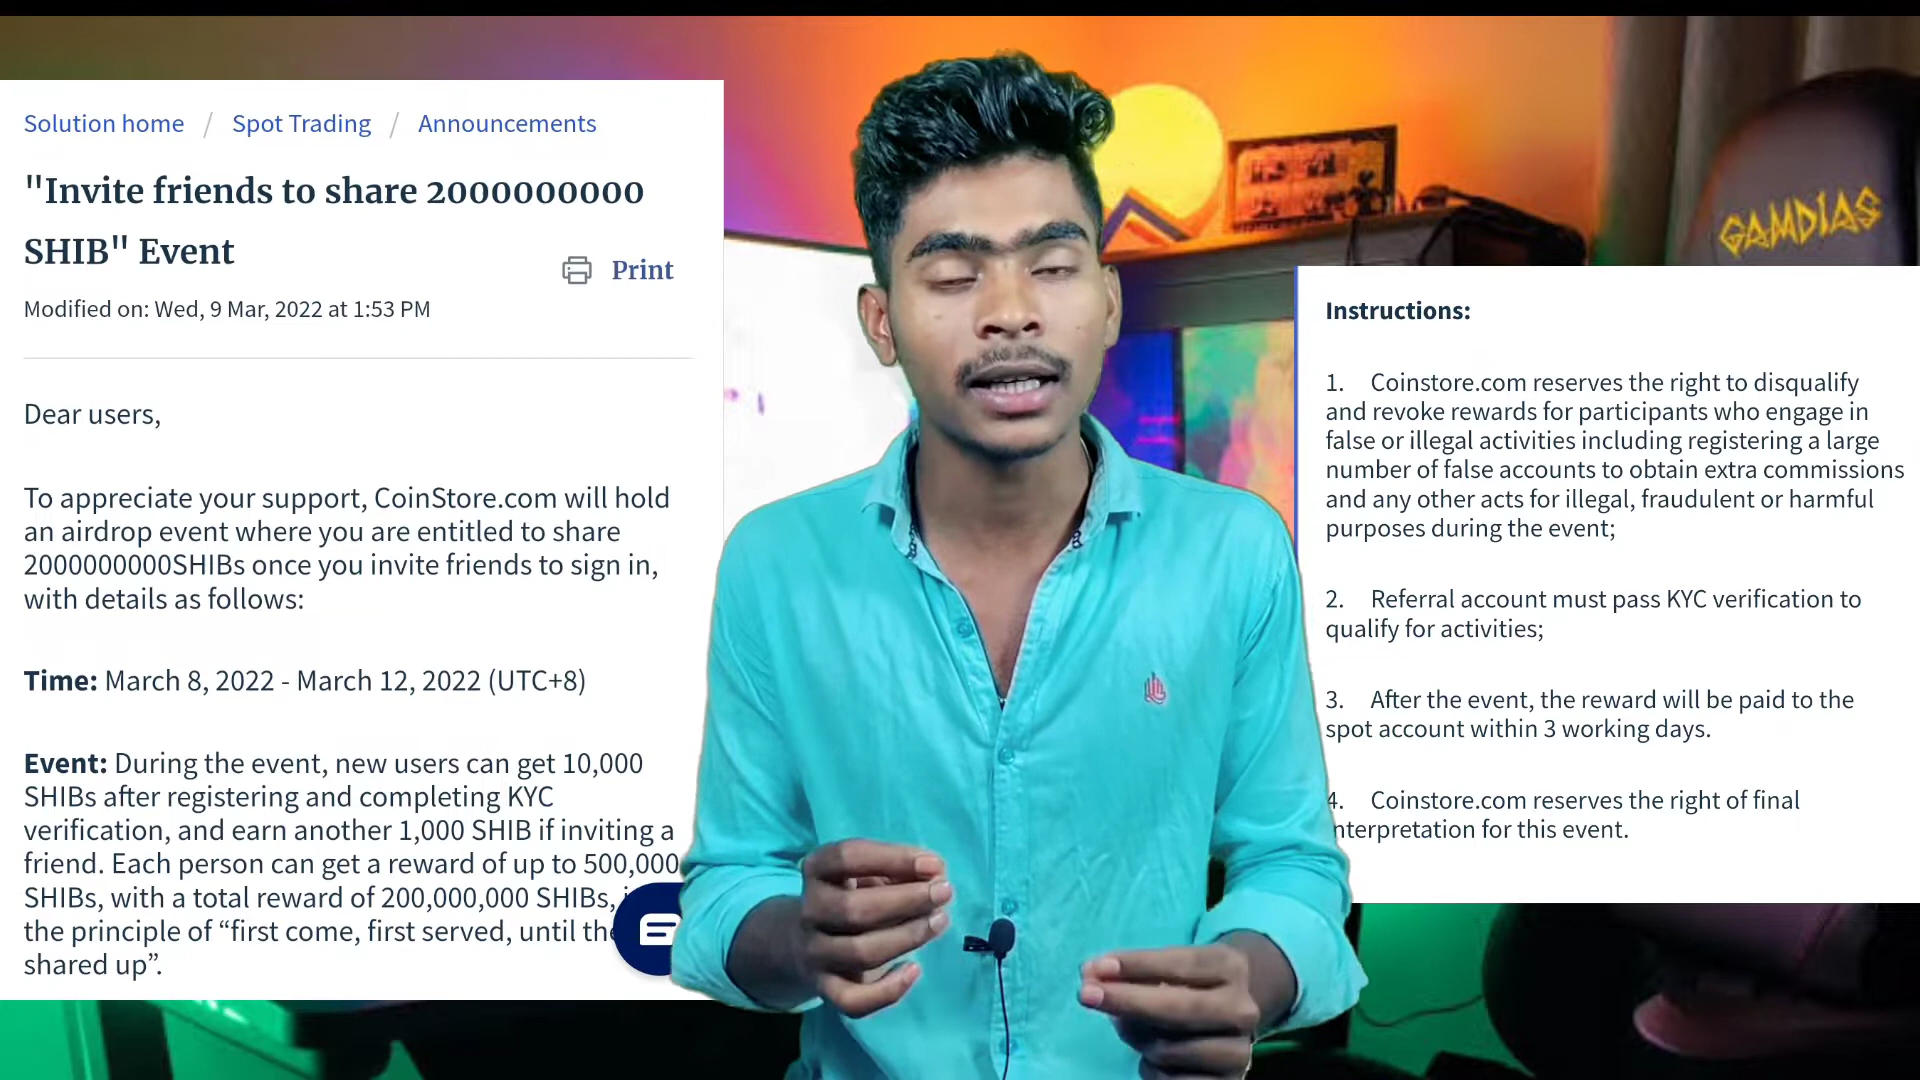 Solution home / Spot Trading / Announcements
"Invite friends to share 2000000000
SHIB" Event
Print
Modified on: Wed, 9 Mar, 2022 at 1:53 PM
Dear users,
To appreciate your support, CoinStore.com will hold
an airdrop event where you are entitled to share
2000000000SHIBs once you invite friends to sign in,
with details as follows:
Time: March 8, 2022 - March 12, 2022 (UTC+8)
Event: During the event, new users can get 10,000
SHIBs after registering and completing KYC
verification, and earn another 1,000 SHIB if inviting a
friend. Each person can get a reward of up to 500,000
SHIBs, with a total reward of 200,000,000 SHIBs,
the principle of “first come, first served, until
shared up”.
GAMDIAS
Instructions:
1. Coinstore.com reserves the right to disqualify
and revoke rewards for participants who engage in
false or illegal activities including registering a large
number of false accounts to obtain extra commissions
and any other acts for illegal, fraudulent or harmful
purposes during the event;
2. Referral account must pass KYC verification to
qualify for activities;
3. After the event, the reward will be paid to the
spot account within 3 working days.
4. Coinstore.com reserves the right of final
nterpretation for this event.